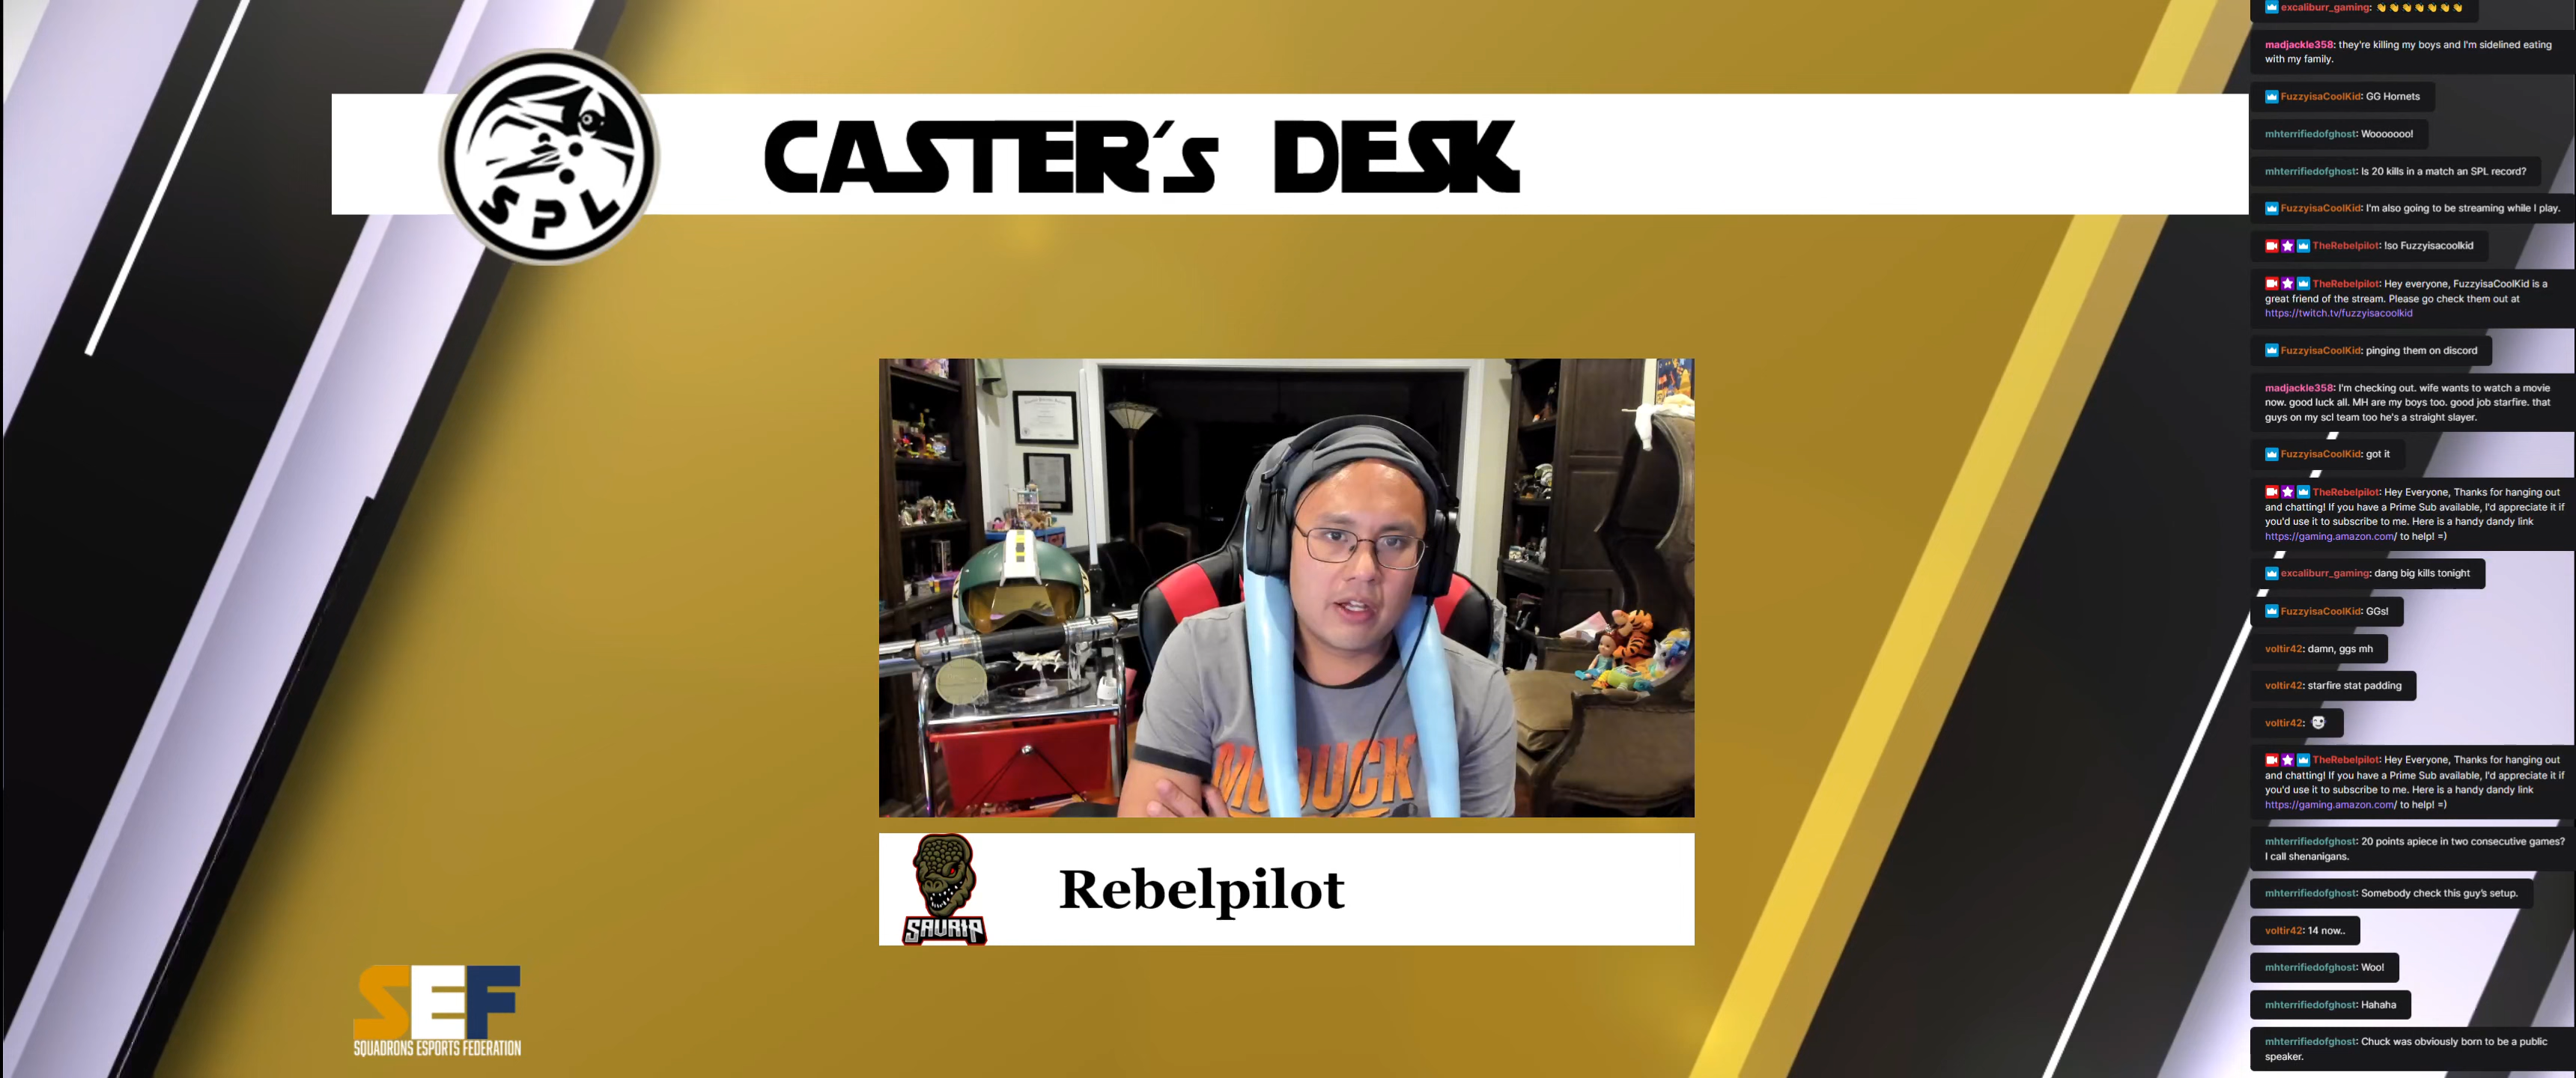 SPL
CASTER's DESK
MCDUCK
SAURIP
Rebelpilot
SEF
SQUADRONS ESPORTS FEDERATION
excaliburr_gaming: 👏👏👏👏👏👏👏
madjackle358: they're killing my boys and I'm sidelined eating
with my family.
FuzzyisaCoolKid: GG Hornets
mhterrifiedofghost: Wooooooo!
mhterrifiedofghost: Is 20 kills in a match an SPL record?
FuzzyisaCoolKid: I'm also going to be streaming while I play.
TheRebelpilot: !so Fuzzyisacoolkid
TheRebelpilot: Hey everyone, FuzzyisaCoolKid is a
great friend of the stream. Please go check them out at
https://twitch.tv/fuzzyisacoolkid
FuzzyisaCoolKid: pinging them on discord
madjackle358: I'm checking out. wife wants to watch a movie
now. good luck all. MH are my boys too. good job starfire. that
guys on my scl team too he's a straight slayer.
FuzzyisaCoolKid: got it
TheRebelpilot: Hey Everyone, Thanks for hanging out
and chatting! If you have a Prime Sub available, I'd appreciate it if
you'd use it to subscribe to me. Here is a handy dandy link
https://gaming.amazon.com/ to help! =)
excaliburr_gaming: dang big kills tonight
FuzzyisaCoolKid: GGs!
voltir42: damn, ggs mh
voltir42: starfire stat padding
voltir42:
TheRebelpilot: Hey Everyone, Thanks for hanging out
and chatting! If you have a Prime Sub available, I'd appreciate it if
you'd use it to subscribe to me. Here is a handy dandy link
https://gaming.amazon.com/ to help! =)
mhterrifiedofghost: 20 points apiece in two consecutive games?
I call shenanigans.
mhterrifiedofghost: Somebody check this guy's setup.
voltir42: 14 now..
mhterrifiedofghost: Woo!
mhterrifiedofghost: Hahaha
mhterrifiedofghost: Chuck was obviously born to be a public
speaker.